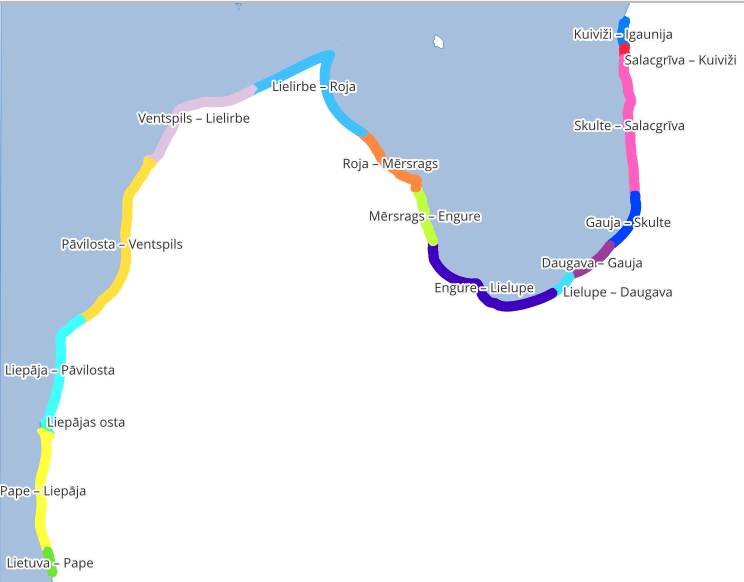 Kuiviži – Igaunija
Salacgrīva – Kuiviži
Lielirbe – Roja
Ventspils – Lielirbe
Skulte – Salacgrīva
Roja – Mērsrags
Mērsrags – Engure
Gauja – Skulte
Pāvilosta – Ventspils
Daugava – Gauja
Engure – Lielupe
Lielupe – Daugava
Liepāja – Pāvilosta
Liepājas osta
Pape – Liepāja
Lietuva – Pape